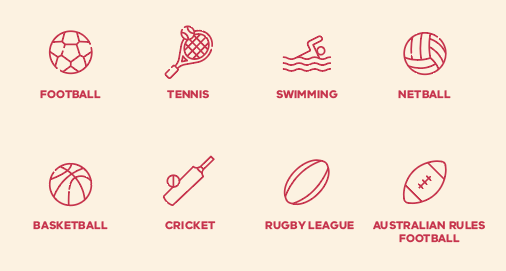 FOOTBALL
TENNIS
SWIMMING
NETBALL
BASKETBALL
CRICKET
RUGBY LEAGUE
AUSTRALIAN RULES
FOOTBALL